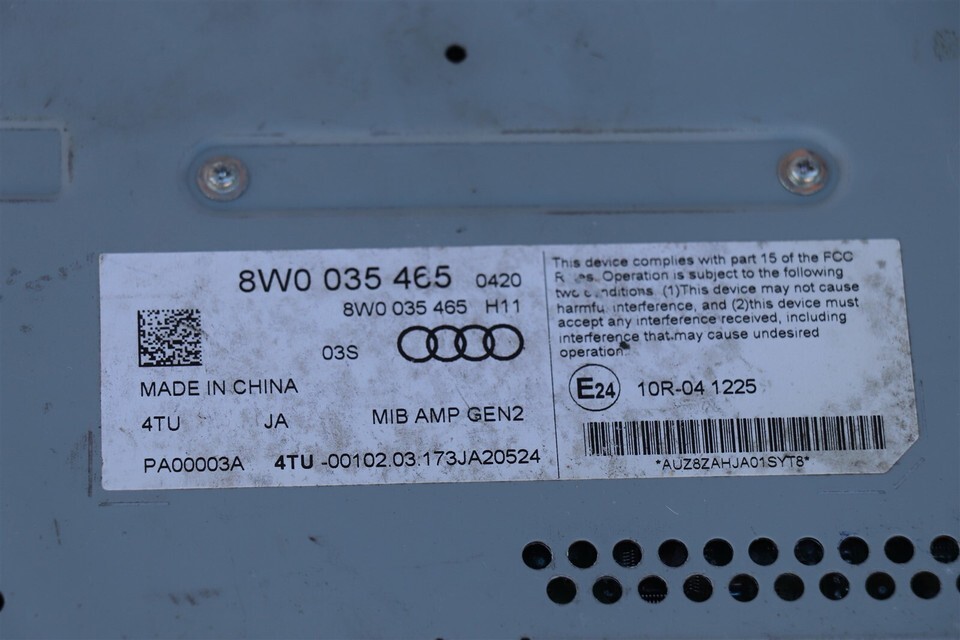 8W0 035 465 0420
8W0 035 465 H11
03S
MADE IN CHINA
4TU JA MIB AMP GEN2
PA00003A 4TU -00102.03.173JA20524
This device complies with part 15 of the FCC
Operation is subject to the following
(1)This device may not cause
interference, and (2)this device must
accept any interference received, including
interference that may cause undesired
operation.
E24 10R-04 1225
*AUZ8ZAHJA01SYT8*